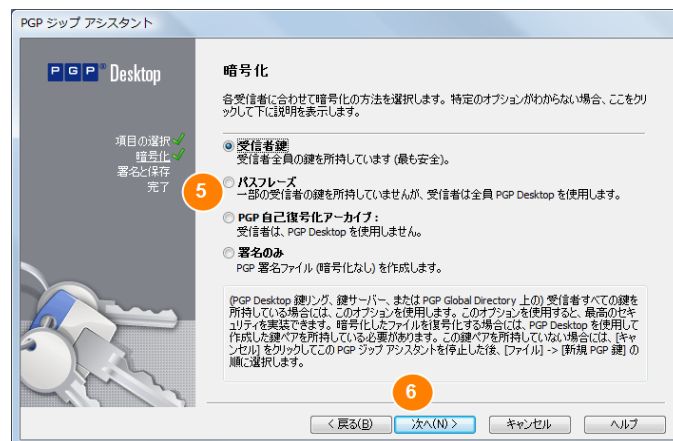 PGP ジップ アシスタント
PGP® Desktop
項目の選択
暗号化
署名と保存
完了
暗号化
各受信者に合わせて暗号化の方法を選択します。特定のオプションがわからない場合、ここをクリ
ックして下に説明を表示します。
受信者鍵
受信者全員の鍵を所持しています (最も安全)。
5
パスフレーズ
一部の受信者の鍵を所持していませんが、受信者は全員 PGP Desktop を使用します。
PGP 自己復号化アーカイブ :
受信者は、PGP Desktop を使用しません。
署名のみ
PGP 署名ファイル (暗号化なし) を作成します。
(PGP Desktop 鍵リング、鍵サーバー、または PGP Global Directory 上の) 受信者すべての鍵を
所持している場合には、このオプションを使用します。このオプションを使用すると、最高のセキ
ュリティを実装できます。暗号化したファイルを復号化する場合には、PGP Desktop を使用して
作成した鍵ペアを所持している必要があります。この鍵ペアを所持していない場合には、[キャ
ンセル] をクリックしてこの PGP ジップ アシスタントを停止した後、[ファイル] -> [新規 PGP 鍵] の
順に選択します。
6
< 戻る(B)
次へ(N) >
キャンセル
ヘルプ